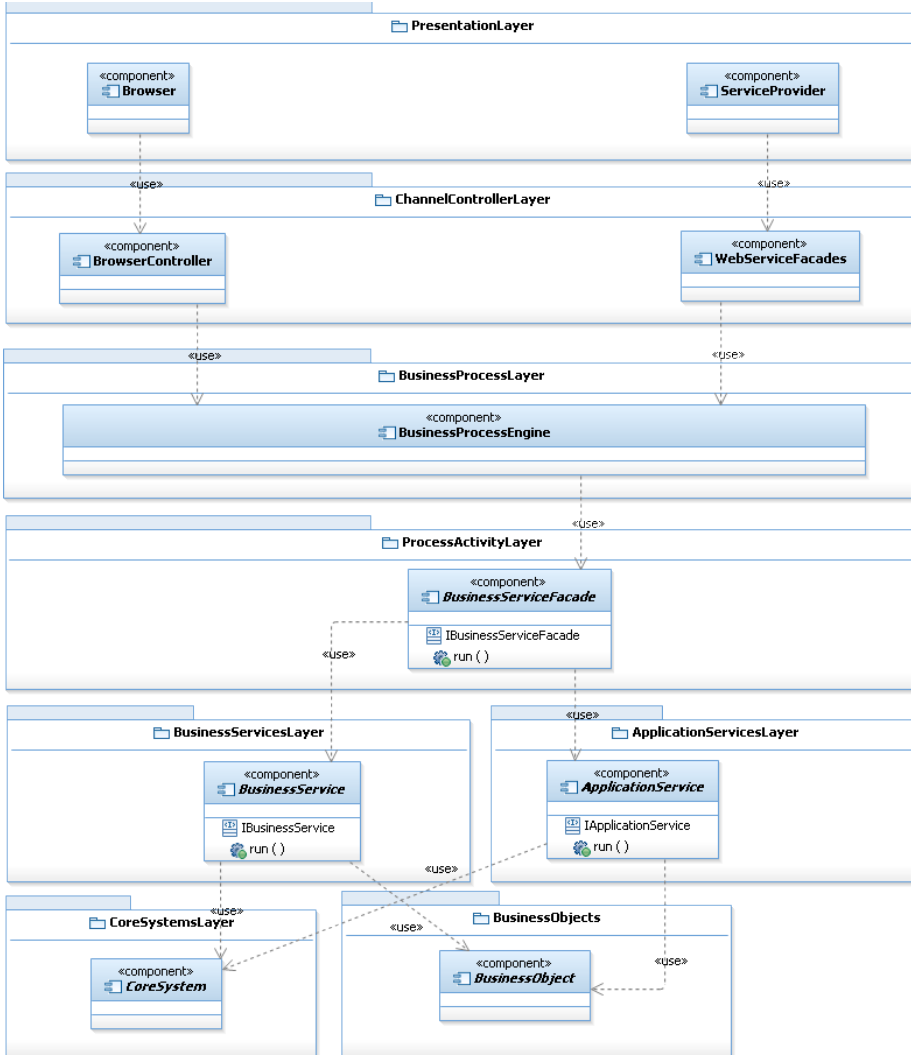 PresentationLayer
«component»
Browser
«component»
ServiceProvider
«use»
«use»
ChannelControllerLayer
«component»
BrowserController
«component»
WebServiceFacades
«use»
«use»
BusinessProcessLayer
«component»
BusinessProcessEngine
«use»
ProcessActivityLayer
«component»
BusinessServiceFacade
IBusinessServiceFacade
run ( )
«use»
«use»
BusinessServicesLayer
«component»
BusinessService
IBusinessService
run ( )
ApplicationServicesLayer
«component»
ApplicationService
IApplicationService
run ( )
«use»
«use»
CoreSystemsLayer
«component»
CoreSystem
BusinessObjects
«use»
«component»
BusinessObject
«use»